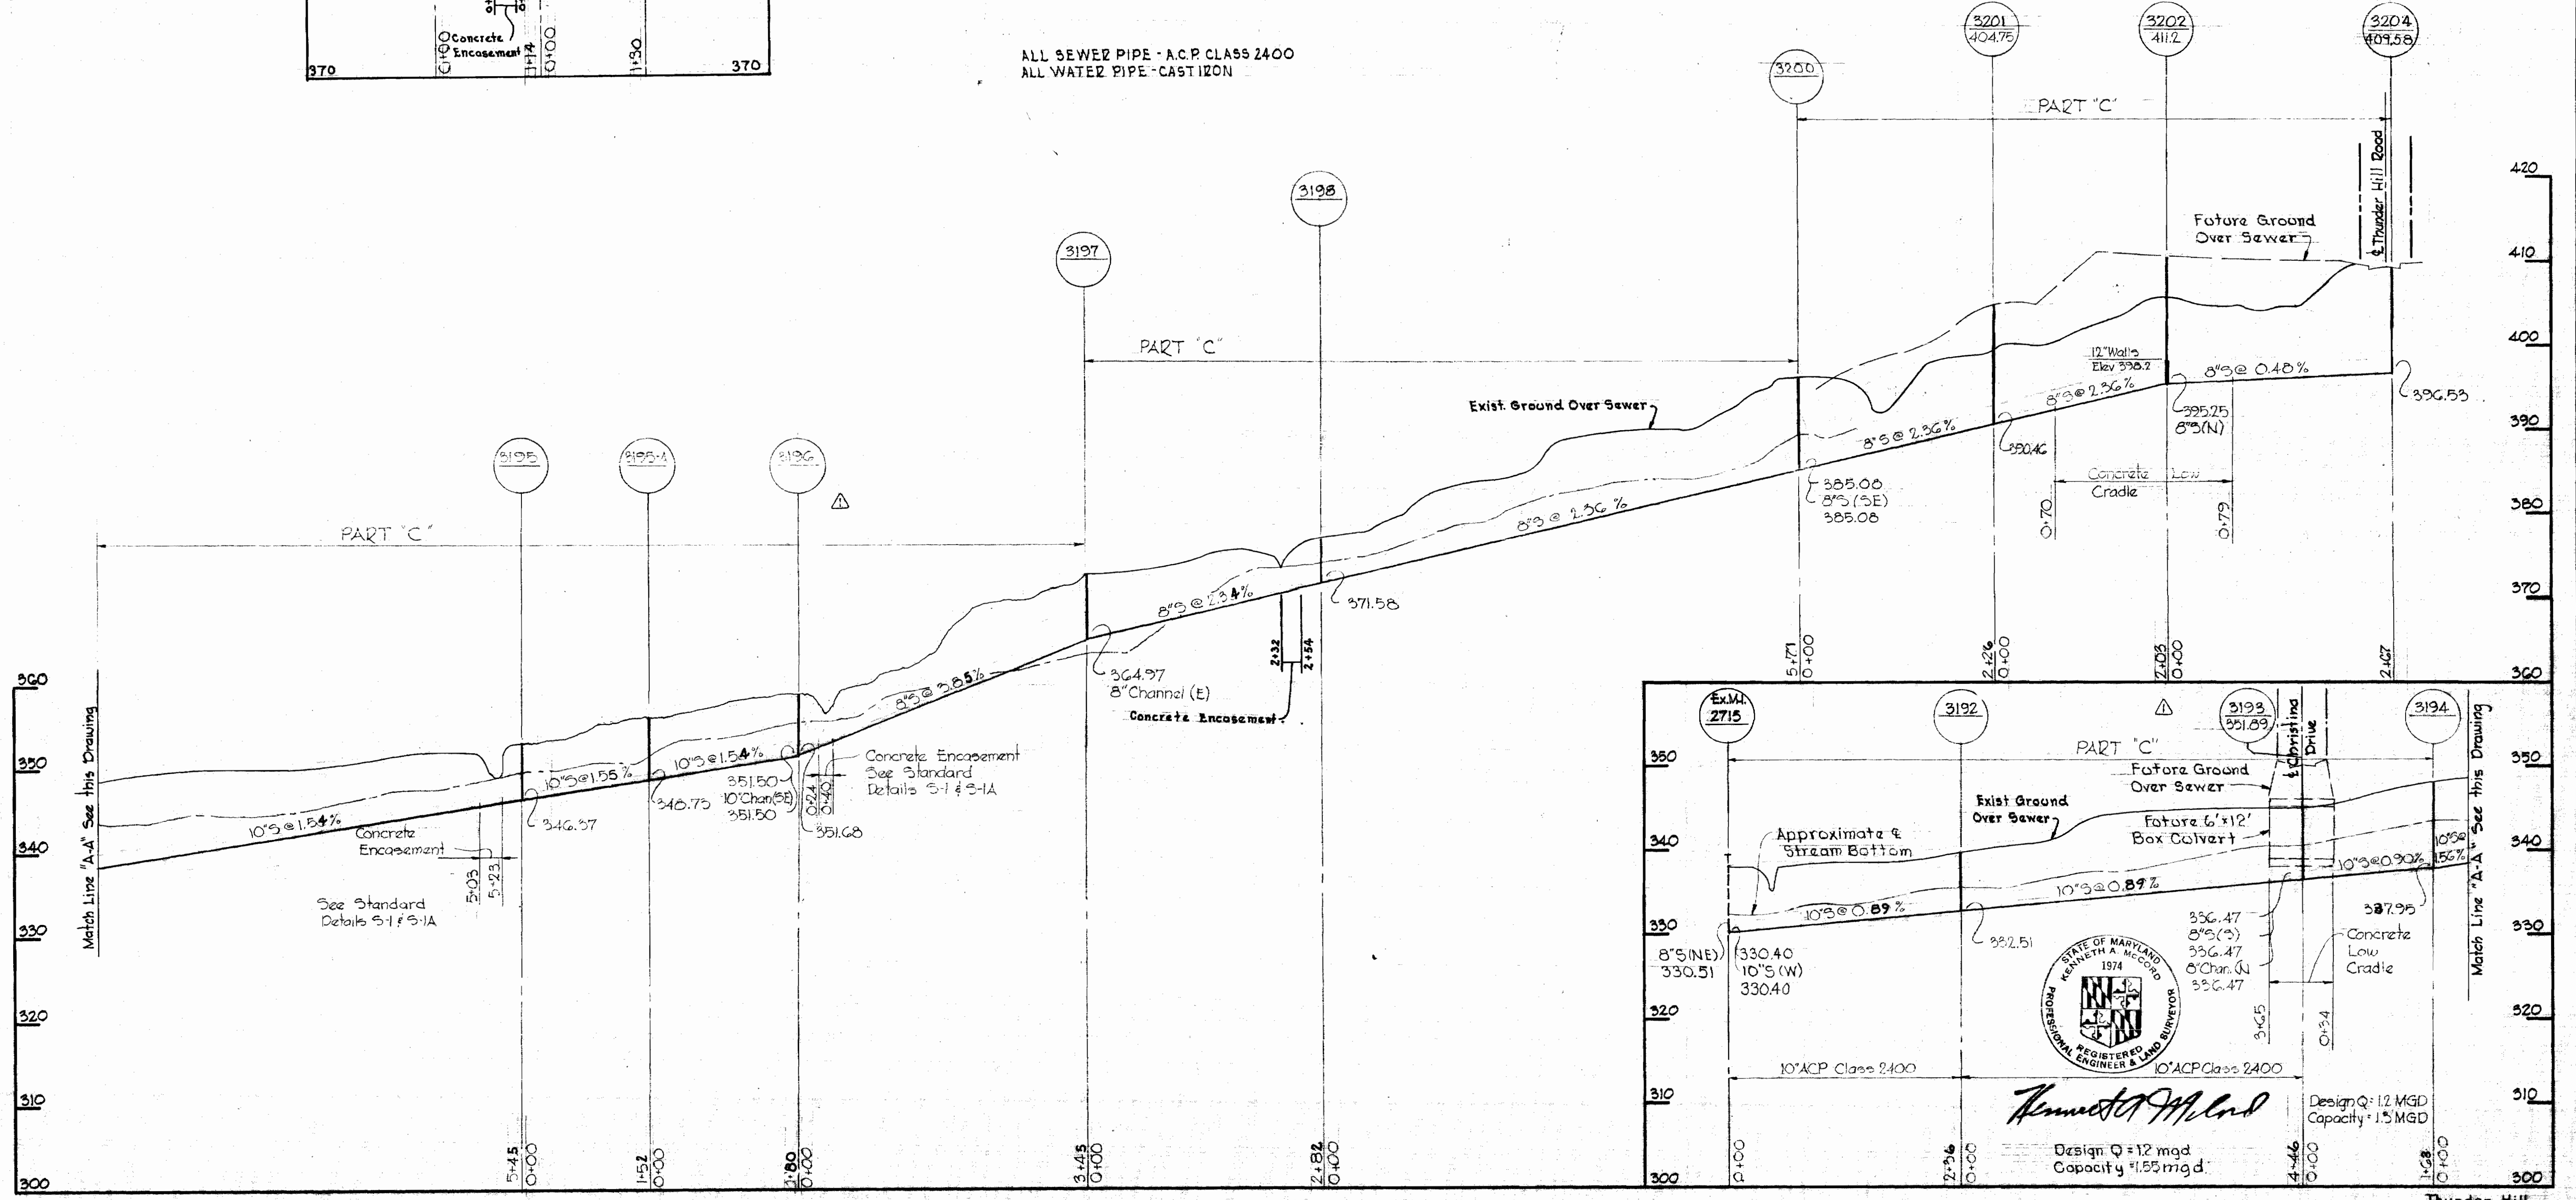 Concrete
Encasement
0+00
1+30
370
370
ALL SEWER PIPE - A.C.P. CLASS 2400
ALL WATER PIPE - CAST IRON
3200
3201
404.75
3202
411.2
3204
409.58
PART "C"
℄ Thunder Hill Road
Future Ground
Over Sewer
420
410
400
390
380
370
360
3198
3197
PART "C"
Exist. Ground Over Sewer
12" Walls
Elev 398.2
8"S @ 0.48%
8"S @ 2.36%
8"S @ 2.36%
8"S @ 2.36%
396.53
395.25
8"S(N)
390.46
Concrete Low
Cradle
0+70
0+79
385.08
8"S (SE)
385.08
3195
3195-A
3196
PART "C"
8"S @ 2.34%
371.58
2+32
2+54
364.97
8" Channel (E)
Concrete Encasement
8"S @ 3.85%
5+71
0+00
2+26
0+00
2+03
0+00
2+67
360
350
340
330
320
310
300
Match Line "A-A" See this Drawing
10"S @ 1.54%
10"S @ 1.55%
10"S @ 1.54%
Concrete
Encasement
346.37
348.73
351.50
10"Chan(SE)
351.50
0+24
0+40
351.68
Concrete Encasement
See Standard
Details S-1 & S-1A
5+03
5+23
See Standard
Details S-1 & S-1A
5+45
0+00
1+52
0+00
0+00
3+45
0+00
2+82
0+00
Ex.M.H.
2715
3192
3193
351.89
3194
℄ Christina
Drive
PART "C"
350
340
330
320
310
300
Future Ground
Over Sewer
Exist Ground
Over Sewer
Future 6'x12'
Box Culvert
Approximate ℄
Stream Bottom
10"S @ 0.89%
10"S @ 0.89%
10"S @ 0.90%
10"S @
1.56%
Match Line "A-A" See this Drawing
350
340
330
320
310
300
8"S(NE)
330.51
330.40
10"S (W)
330.40
332.51
336.47
8"S(S)
336.47
8"Chan.(N
336.47
337.95
Concrete
Low
Cradle
3+65
0+34
STATE OF MARYLAND
KENNETH A. McCORD
1974
REGISTERED
PROFESSIONAL ENGINEER & LAND SURVEYOR
10" ACP Class 2400
10" ACP Class 2400
Design Q = 1.2 MGD
Capacity = 1.5 MGD
Design Q = 1.2 mgd
Capacity = 1.55 mgd
0+00
2+36
0+00
4+46
0+00
1+68
0+00